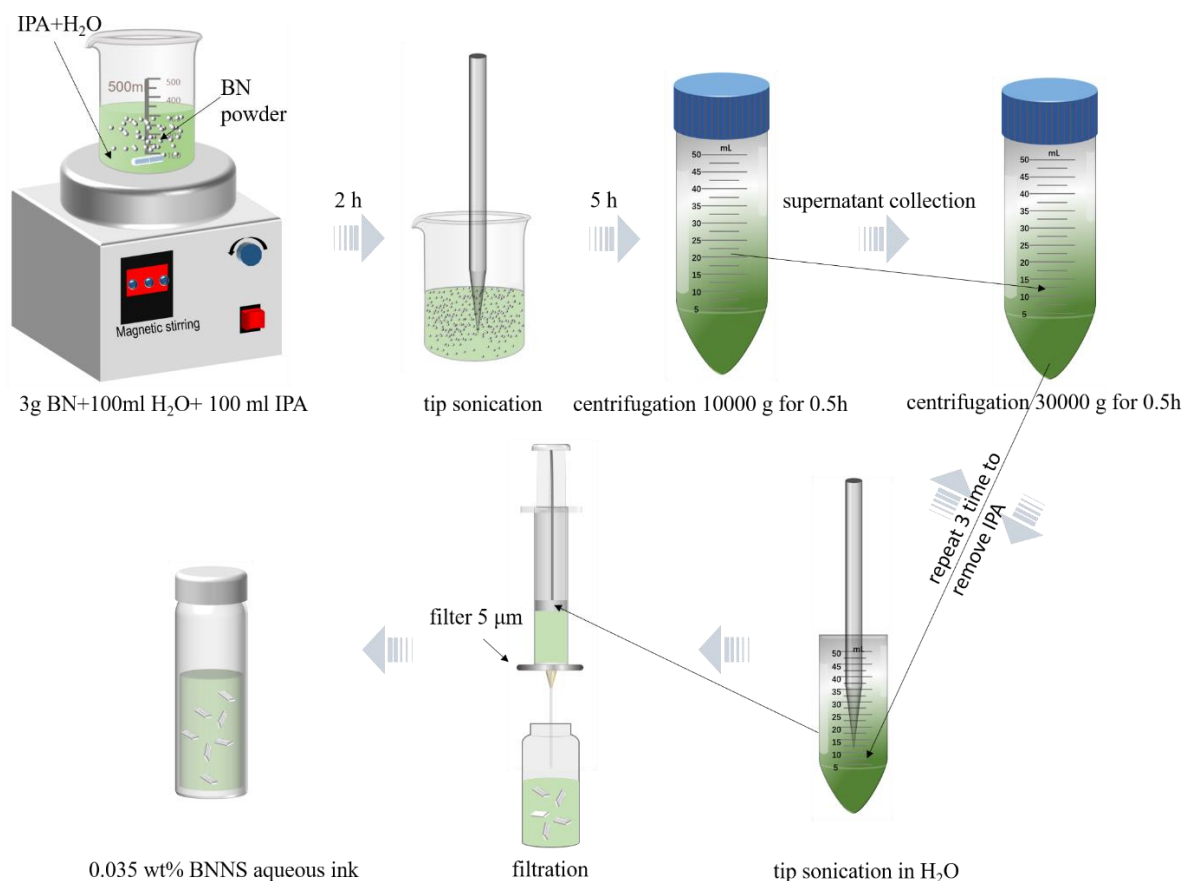 IPA+H₂O
BN
powder
500m
500
400
100
Magnetic stirring
2 h
5 h
supernatant collection
mL
50
45
40
35
30
25
20
15
10
5
mL
50
45
40
35
30
25
20
15
10
5
3g BN+100ml H₂O+ 100 ml IPA
tip sonication
centrifugation 10000 g for 0.5h
centrifugation 30000 g for 0.5h
repeat 3 time to
remove IPA
filter 5 μm
mL
50
45
40
35
30
25
20
15
10
5
0.035 wt% BNNS aqueous ink
filtration
tip sonication in H₂O